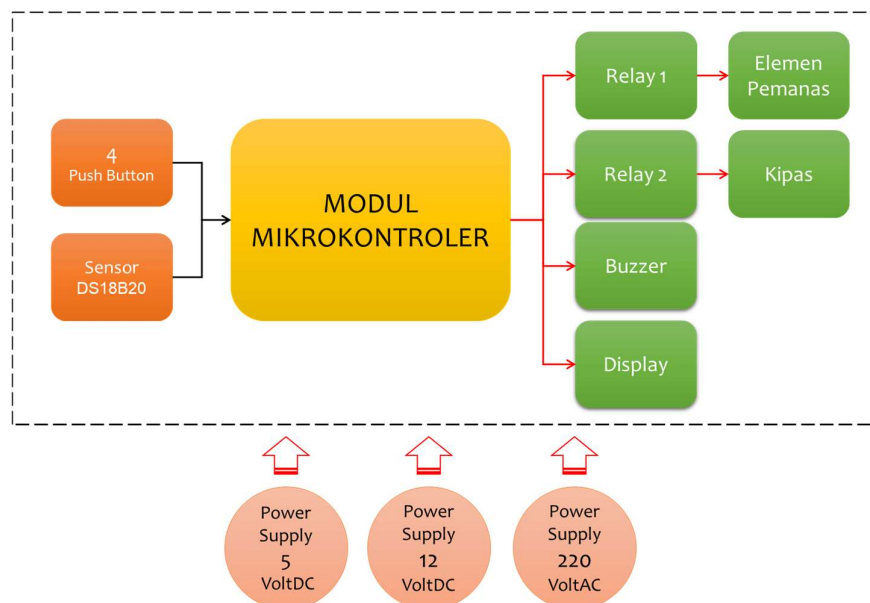 4
Push Button
Sensor
DS18B20
MODUL
MIKROKONTROLER
Relay 1
Elemen
Pemanas
Relay 2
Kipas
Buzzer
Display
Power
Supply
5
VoltDC
Power
Supply
12
VoltDC
Power
Supply
220
VoltAC